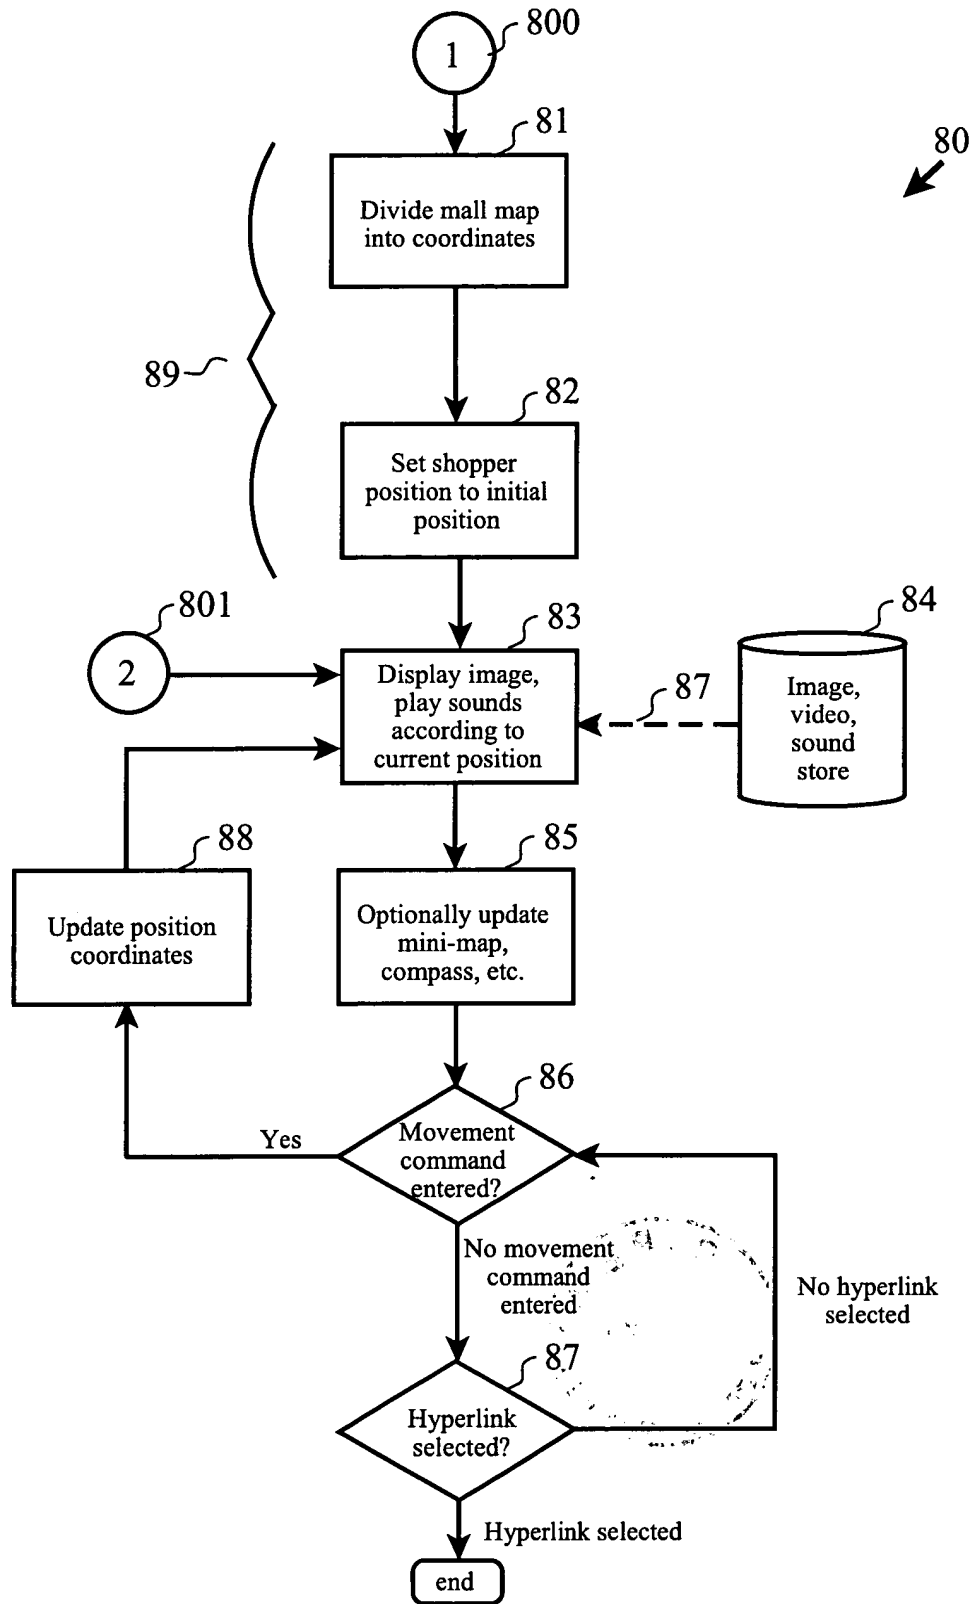 800
1
81
80
Divide mall map
into coordinates
89
82
Set shopper
position to initial
position
801
2
83
84
Display image,
play sounds
according to
current position
87
Image,
video,
sound
store
88
85
Update position
coordinates
Optionally update
mini-map,
compass, etc.
86
Yes
Movement
command
entered?
No movement
command
entered
No hyperlink
selected
87
Hyperlink
selected?
Hyperlink selected
end